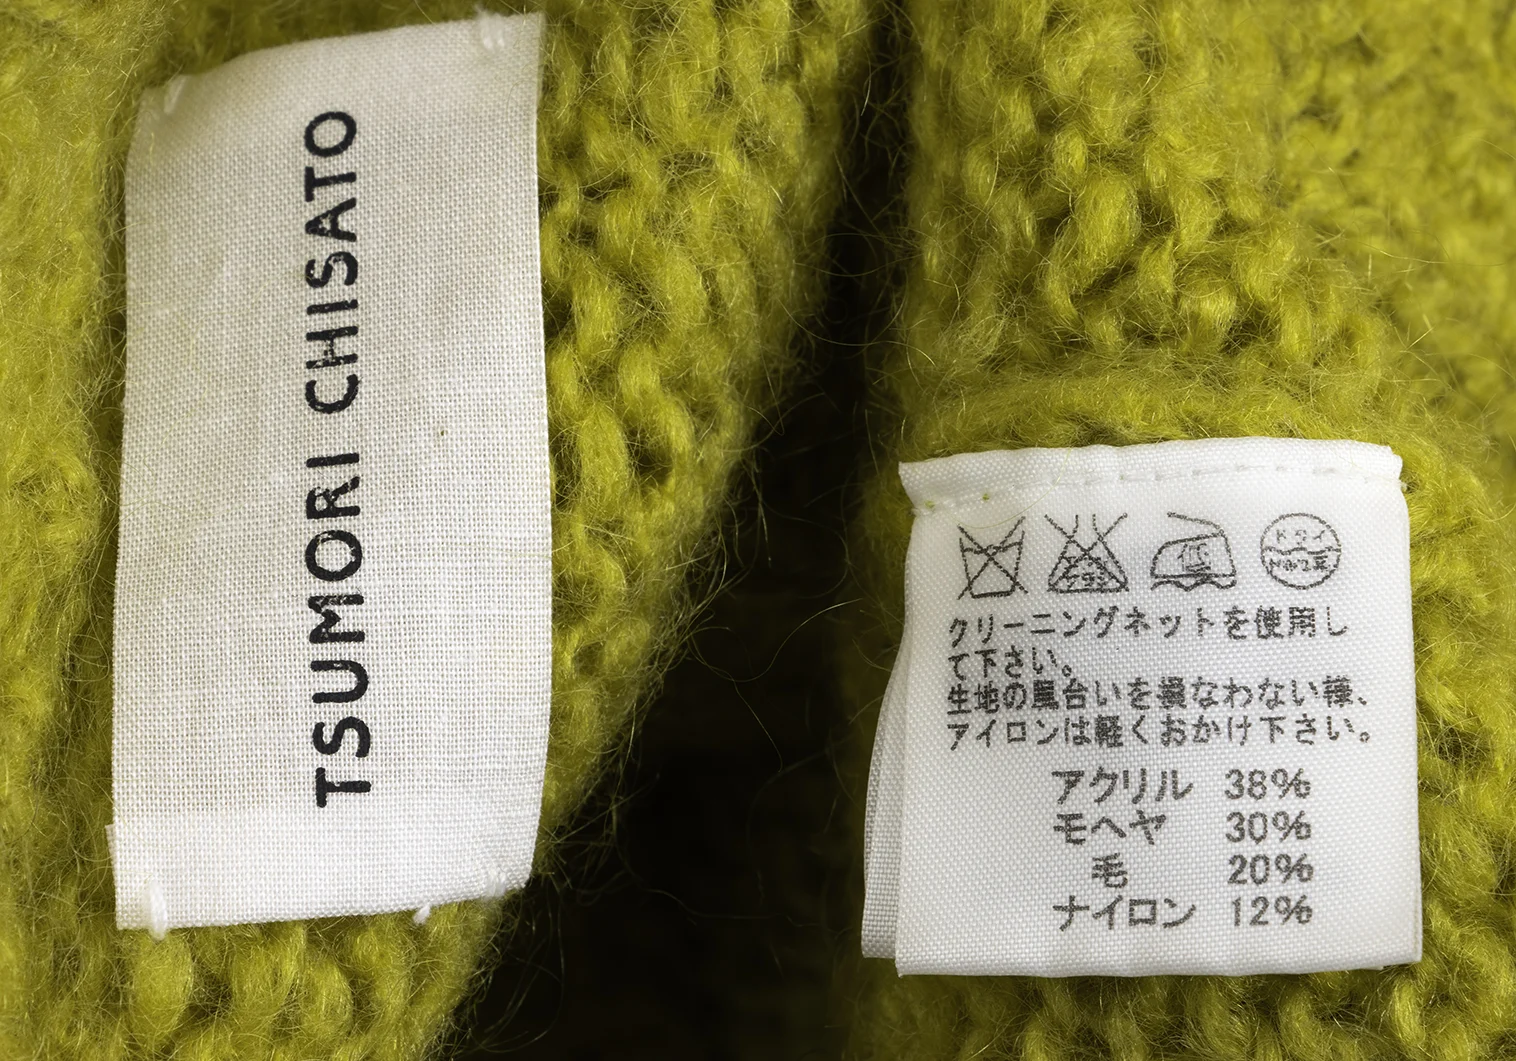 TSUMORI CHISATO
低
ドライ
クリーニングネットを使用し
て下さい。
生地の風合いを損なわない様、
アイロンは軽くおかけ下さい。
アクリル 38%
モヘヤ 30%
毛 20%
ナイロン 12%